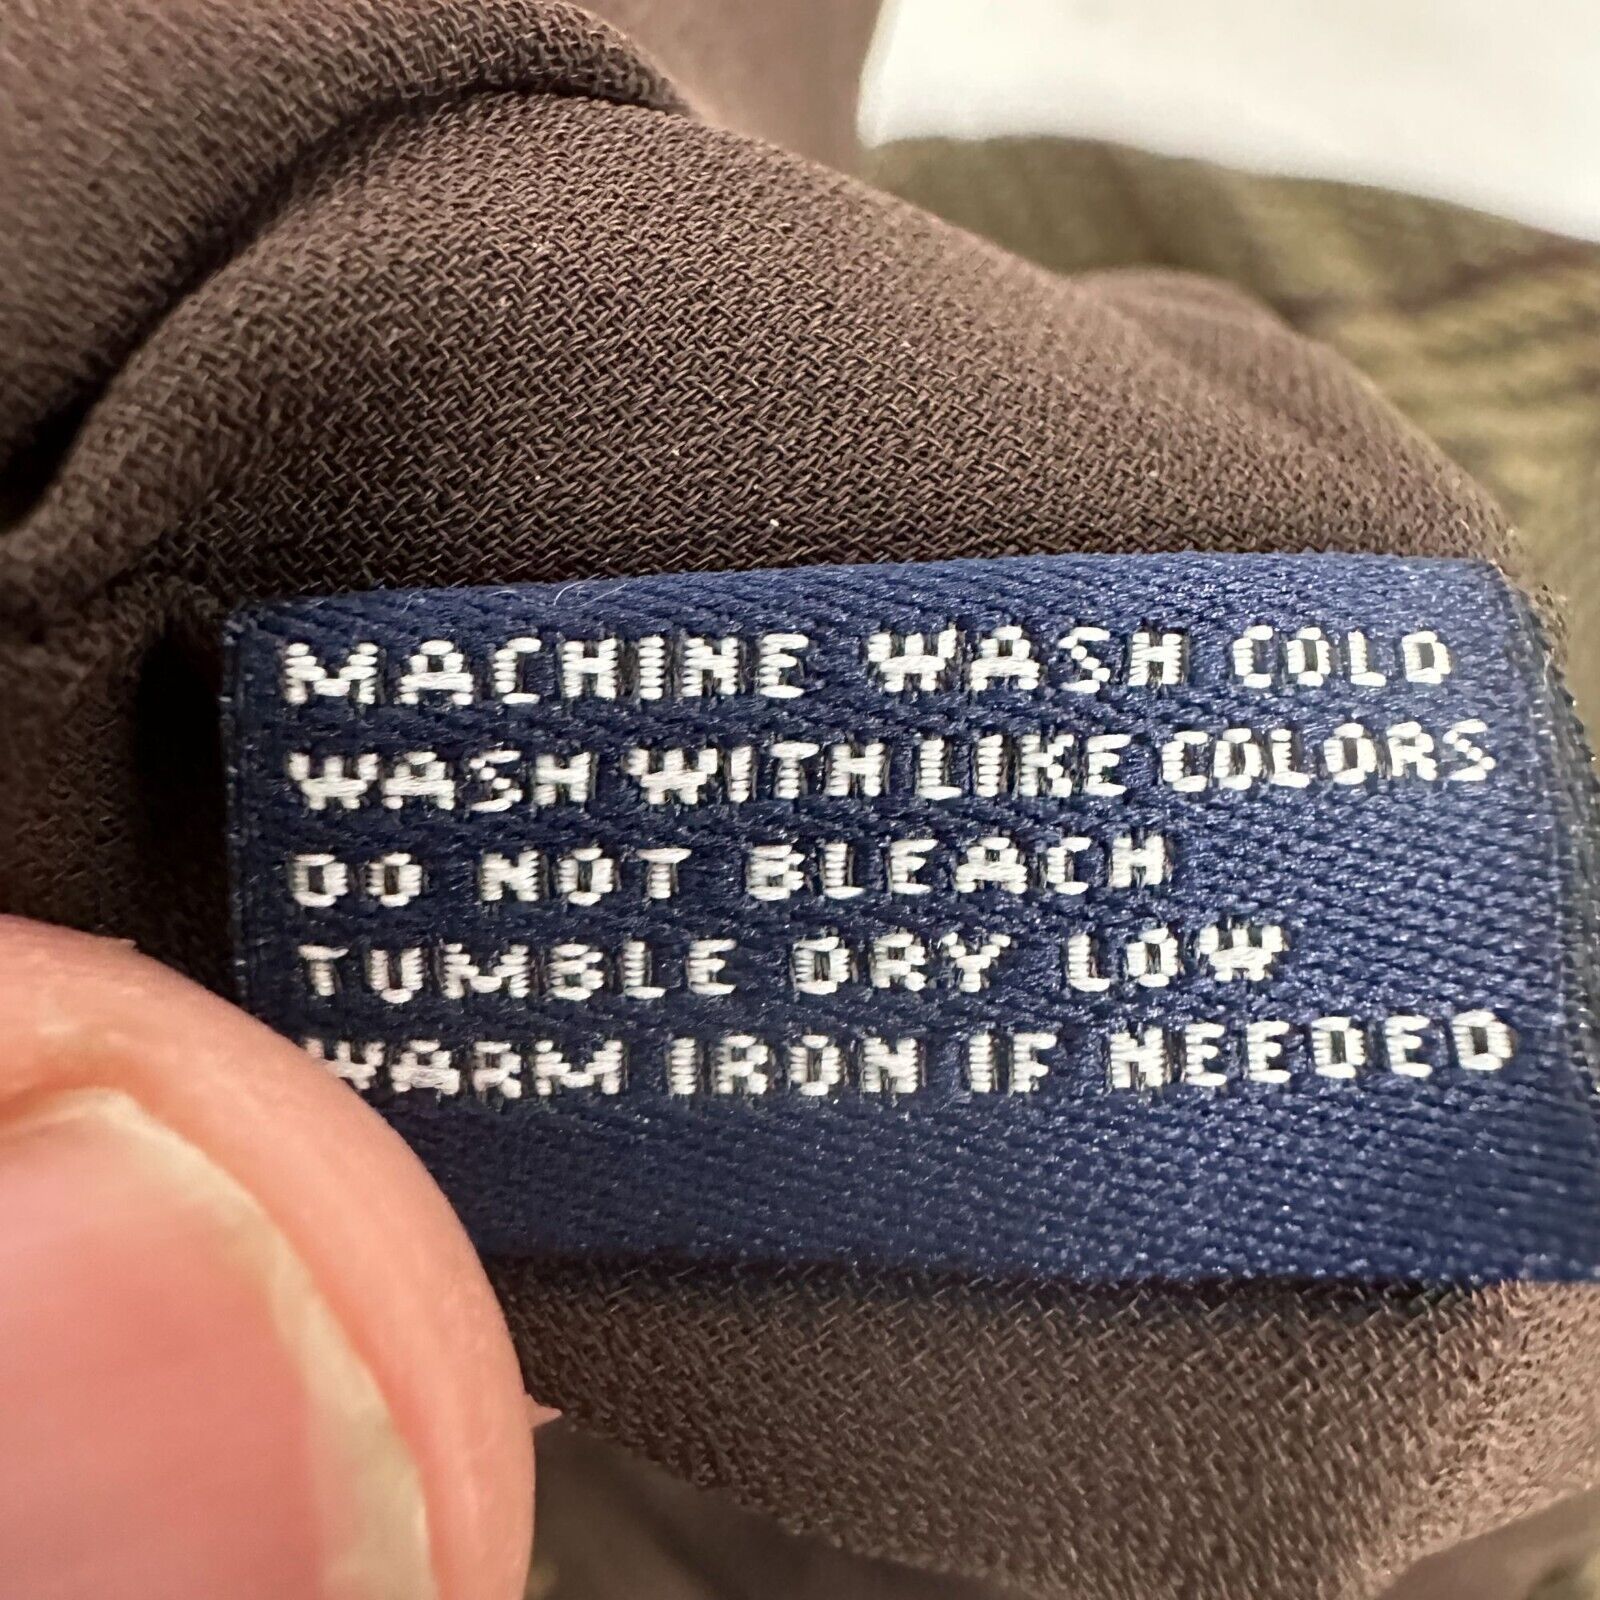 MACHINE WASH COLD
WASH WITH LIKE COLORS
DO NOT BLEACH
TUMBLE DRY LOW
WARM IRON IF NEEDED